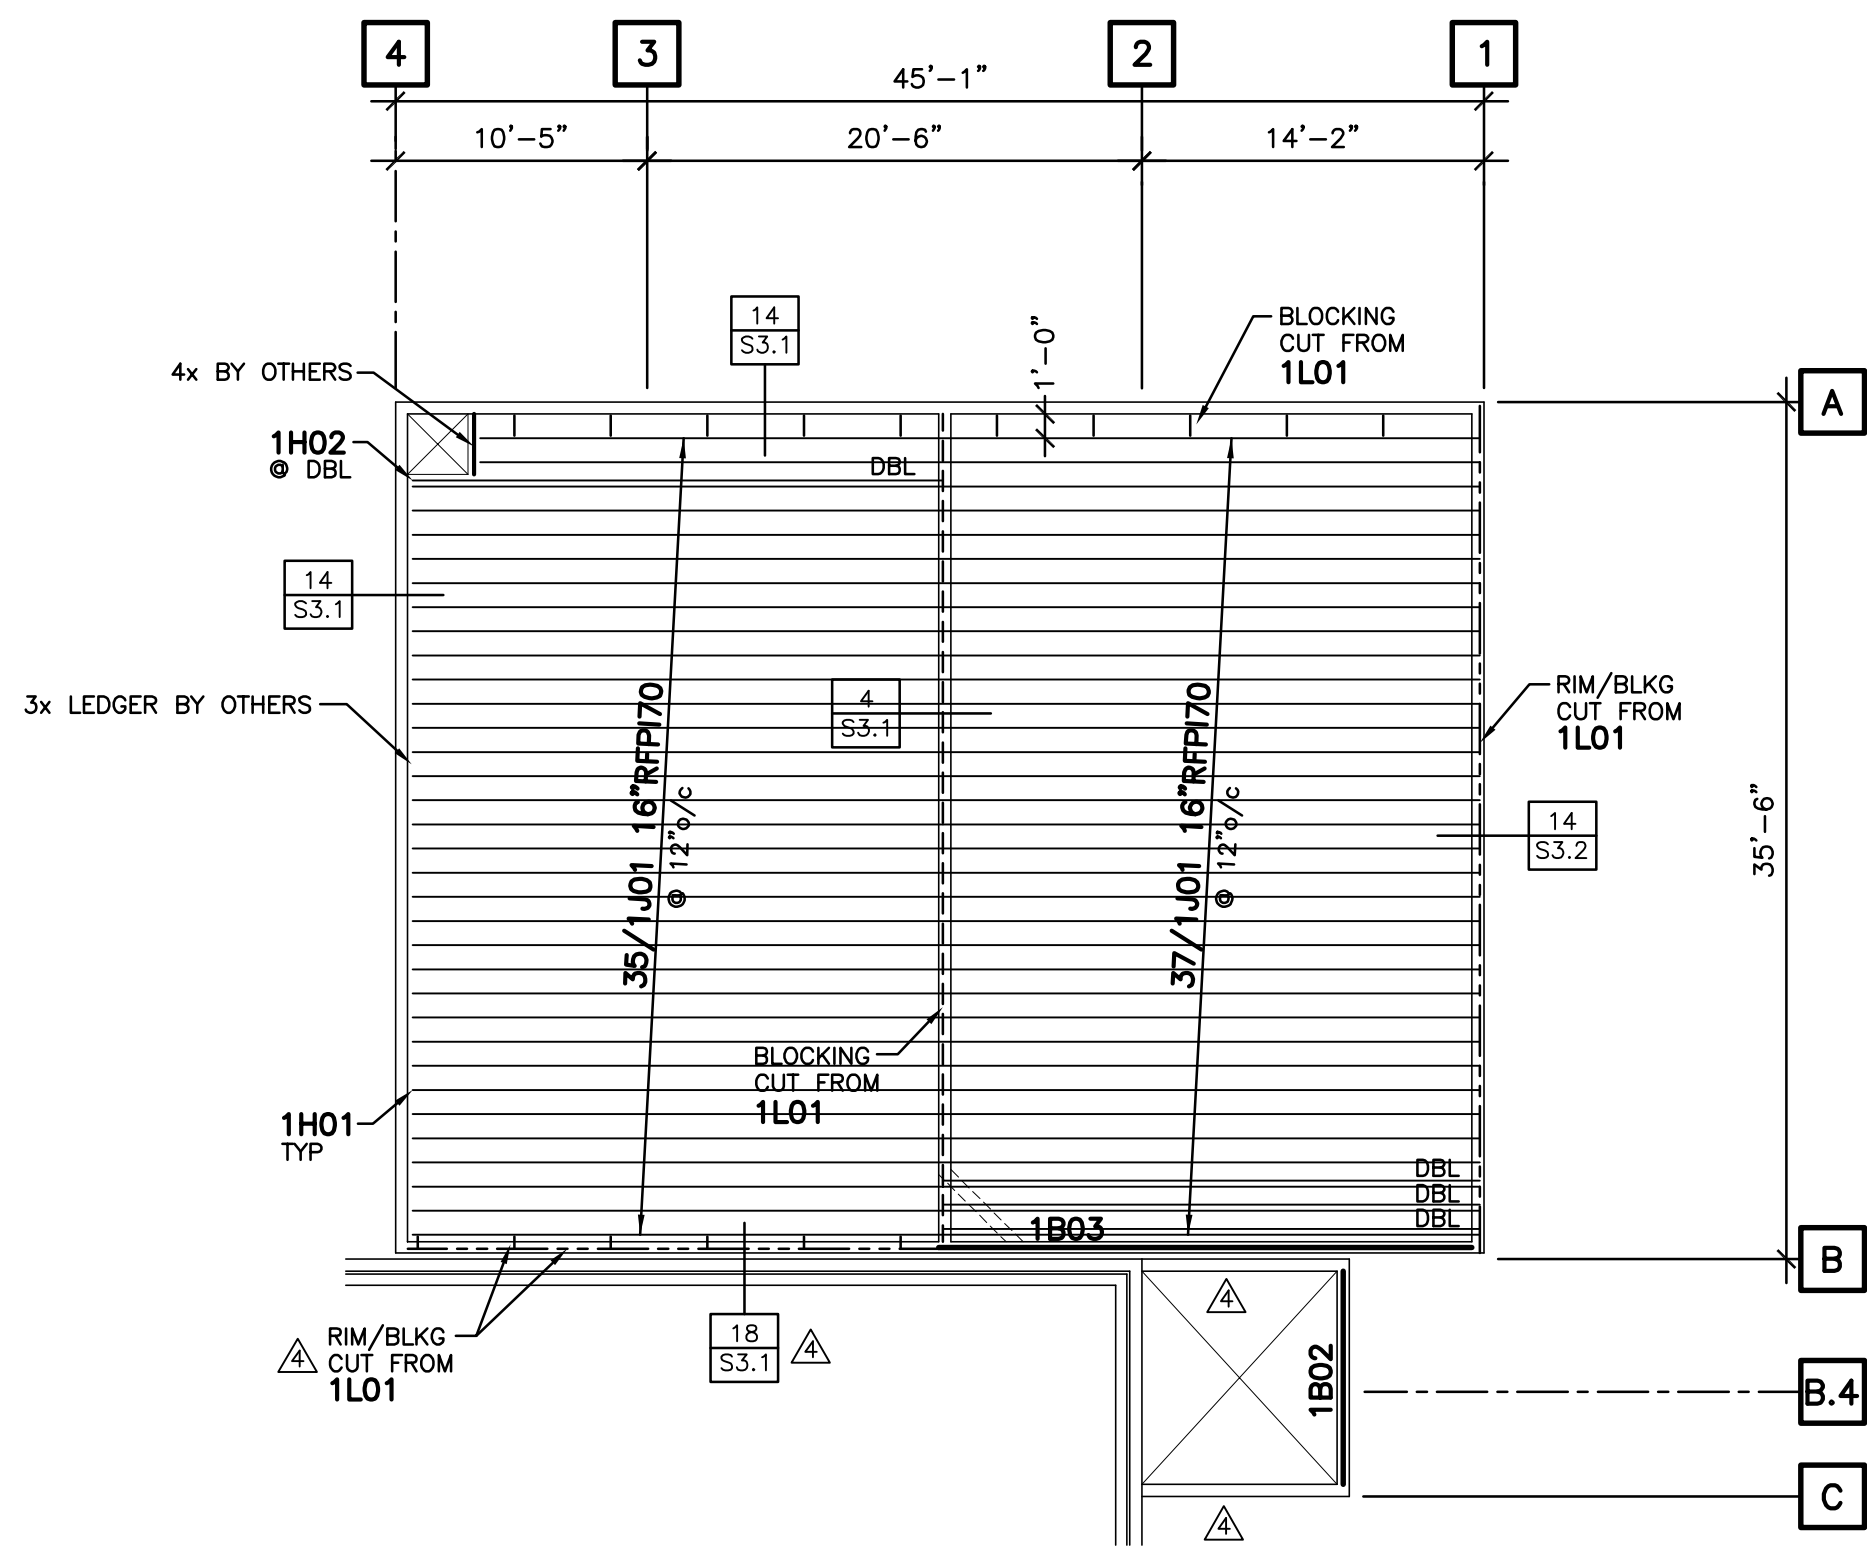 4
3
2
1
45'-1"
10'-5"
20'-6"
14'-2"
14
S3.1
1'-0"
BLOCKING
CUT FROM
1L01
4x BY OTHERS
A
1H02
@ DBL
DBL
14
S3.1
3x LEDGER BY OTHERS
4
S3.1
RIM/BLKG
CUT FROM
1L01
35/1J01 16"RFPI70
@ 12"o/c
37/1J01 16"RFPI70
@ 12"o/c
14
S3.2
35'-6"
BLOCKING
CUT FROM
1L01
1H01
TYP
DBL
DBL
DBL
1B03
B
4
RIM/BLKG
CUT FROM
1L01
18
S3.1
4
4
1B02
B.4
C
4